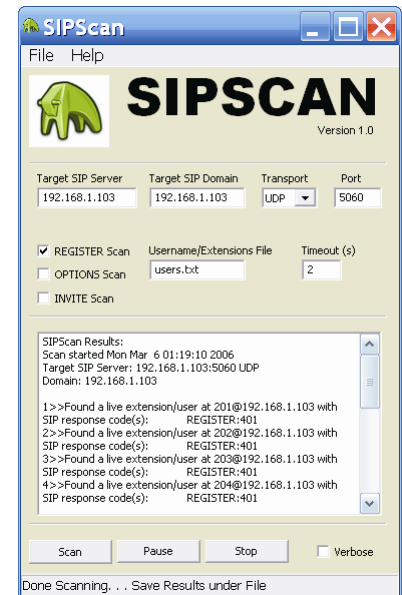 SIPScan
File Help
SIPSCAN
Version 1.0
Target SIP Server Target SIP Domain Transport Port
192.168.1.103 192.168.1.103 UDP 5060
REGISTER Scan Username/Extensions File Timeout (s)
OPTIONS Scan users.txt 2
INVITE Scan
SIPScan Results:
Scan started Mon Mar 6 01:19:10 2006
Target SIP Server: 192.168.1.103:5060 UDP
Domain: 192.168.1.103
1>>Found a live extension/user at 201@192.168.1.103 with
SIP response code(s): REGISTER:401
2>>Found a live extension/user at 202@192.168.1.103 with
SIP response code(s): REGISTER:401
3>>Found a live extension/user at 203@192.168.1.103 with
SIP response code(s): REGISTER:401
4>>Found a live extension/user at 204@192.168.1.103 with
SIP response code(s): REGISTER:401
Scan Pause Stop Verbose
Done Scanning. . . Save Results under File